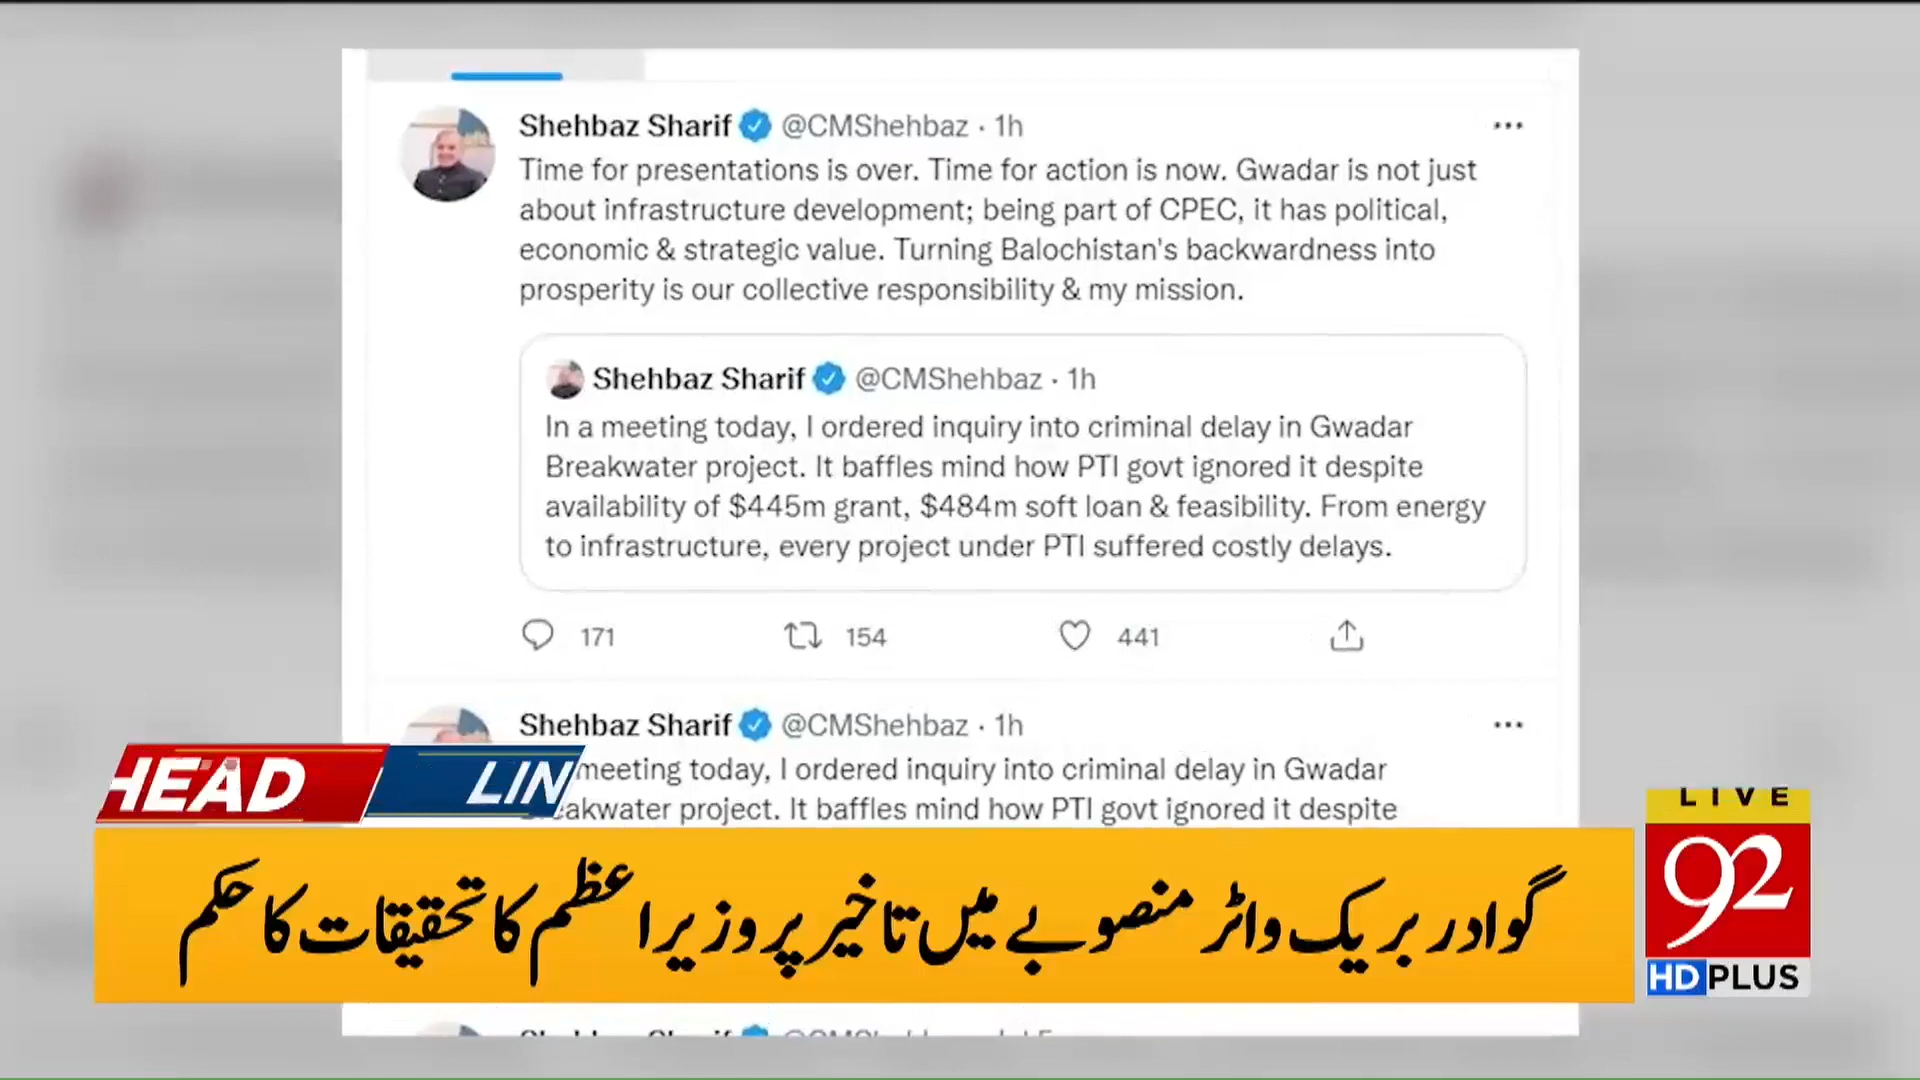 Shehbaz Sharif @CMShehbaz · 1h
Time for presentations is over. Time for action is now. Gwadar is not just
about infrastructure development; being part of CPEC, it has political,
economic & strategic value. Turning Balochistan's backwardness into
prosperity is our collective responsibility & my mission.
Shehbaz Sharif @CMShehbaz · 1h
In a meeting today, I ordered inquiry into criminal delay in Gwadar
Breakwater project. It baffles mind how PTI govt ignored it despite
availability of $445m grant, $484m soft loan & feasibility. From energy
to infrastructure, every project under PTI suffered costly delays.
171 154 441
Shehbaz Sharif @CMShehbaz · 1h
meeting today, I ordered inquiry into criminal delay in Gwadar
Breakwater project. It baffles mind how PTI govt ignored it despite
HEAD LIN
گوادر بریک واٹر منصوبے میں تاخیر پر وزیراعظم کا تحقیقات کا حکم
LIVE
92
HD PLUS